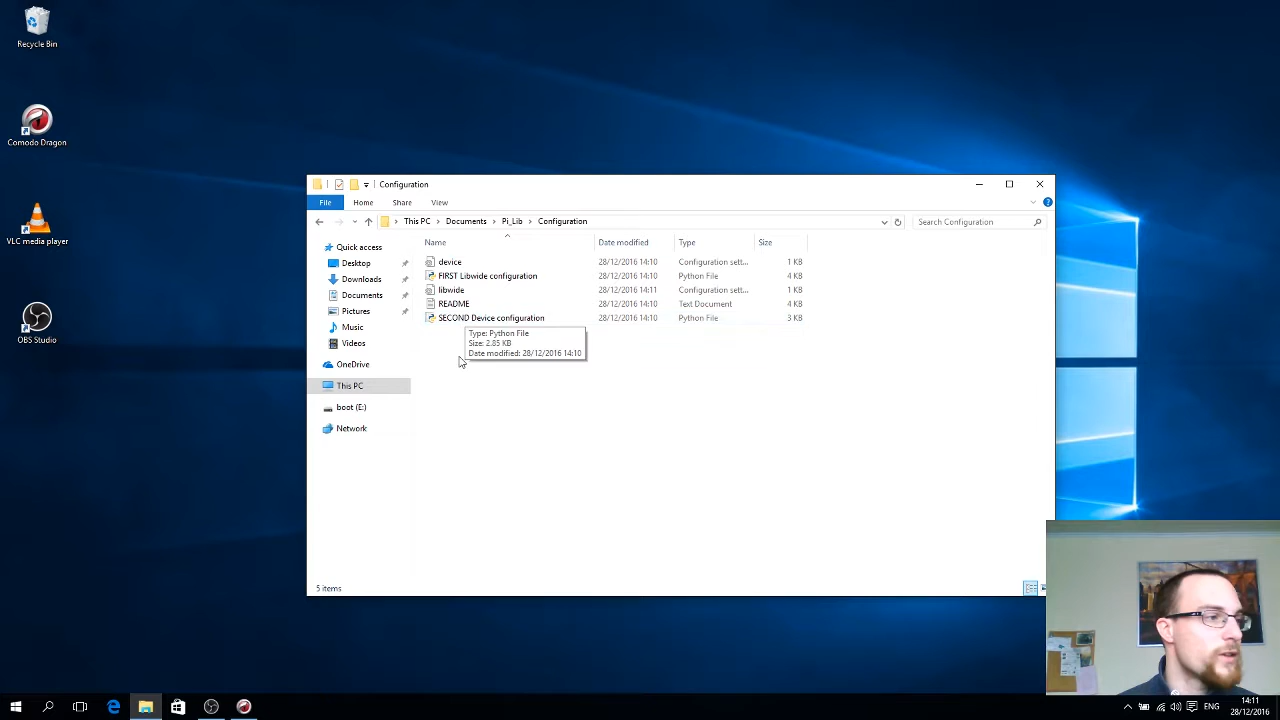 Recycle Bin
Comodo Dragon
VLC media player
OBS Studio
Configuration
File Home Share View
This PC Documents Pi_Lib Configuration
Search Configuration
Quick access
Desktop
Downloads
Documents
Pictures
Music
Videos
OneDrive
This PC
boot (E:)
Network
Name Date modified Type Size
device 28/12/2016 14:10 Configuration sett... 1 KB
FIRST Libwide configuration 28/12/2016 14:10 Python File 4 KB
libwide 28/12/2016 14:11 Configuration sett... 1 KB
README 28/12/2016 14:10 Text Document 4 KB
SECOND Device configuration 28/12/2016 14:10 Python File 3 KB
Type: Python File
Size: 2.85 KB
Date modified: 28/12/2016 14:10
5 items
ENG
14:11
28/12/2016